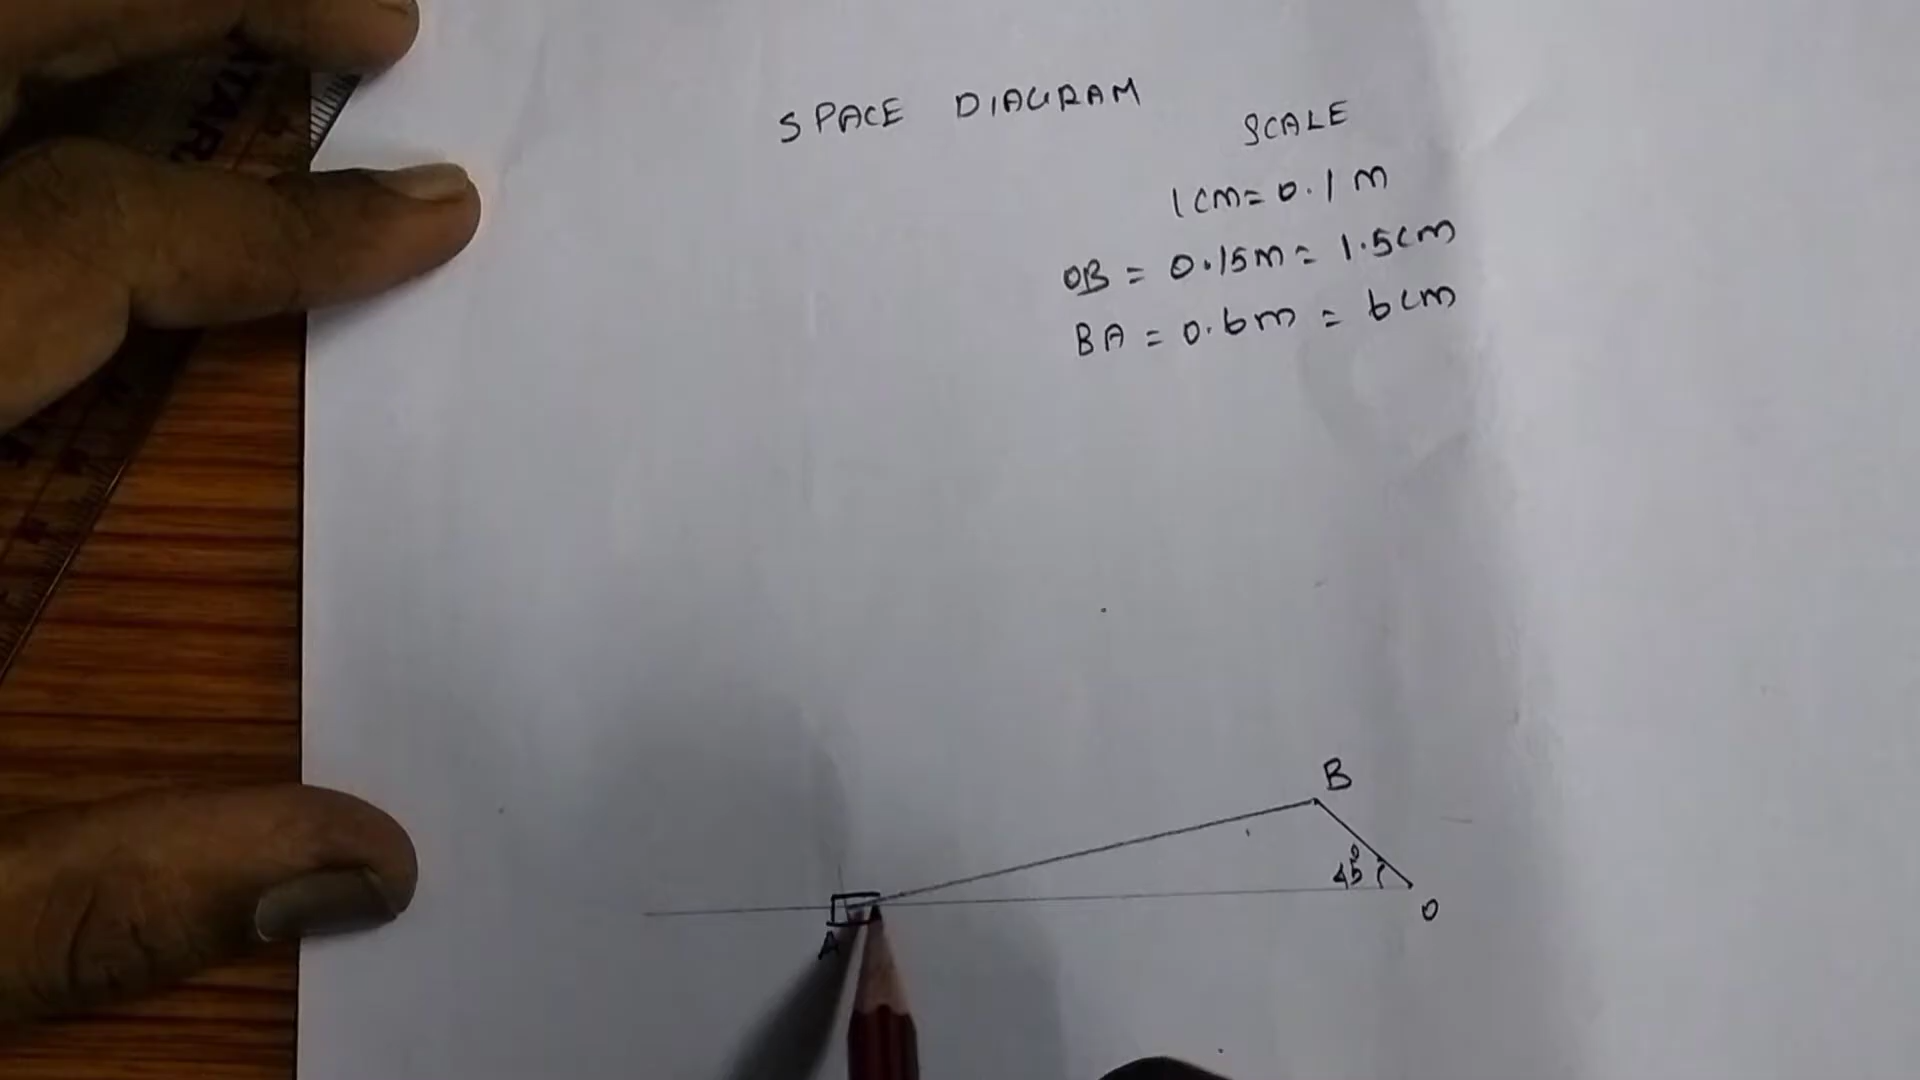 SPACE DIAGRAM
SCALE
1cm = 0.1 m
OB = 0.15m = 1.5cm
BA = 0.6m = 6cm
B
45°
O
A